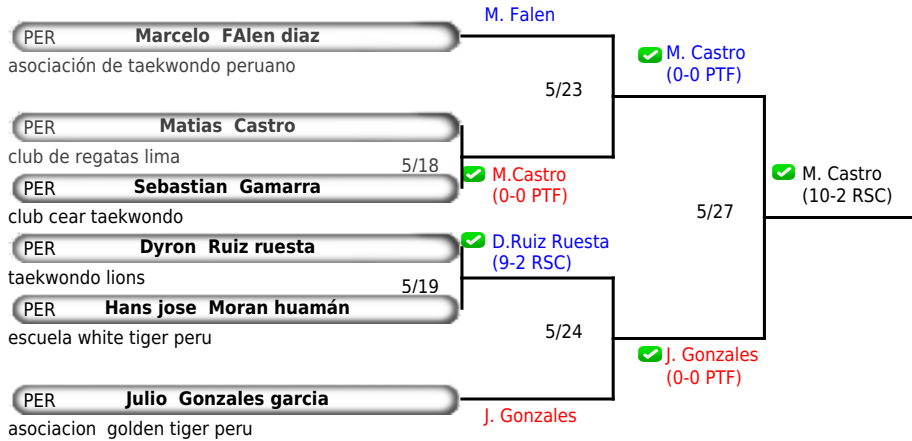 M. Falen
PER Marcelo FAlen diaz
asociación de taekwondo peruano
M. Castro
(0-0 PTF)
5/23
PER Matias Castro
club de regatas lima
5/18
M.Castro
(0-0 PTF)
PER Sebastian Gamarra
club cear taekwondo
M. Castro
(10-2 RSC)
5/27
PER Dyron Ruiz ruesta
taekwondo lions
D.Ruiz Ruesta
(9-2 RSC)
5/19
PER Hans jose Moran huamán
escuela white tiger peru
5/24
J. Gonzales
(0-0 PTF)
PER Julio Gonzales garcia
asociacion golden tiger peru
J. Gonzales